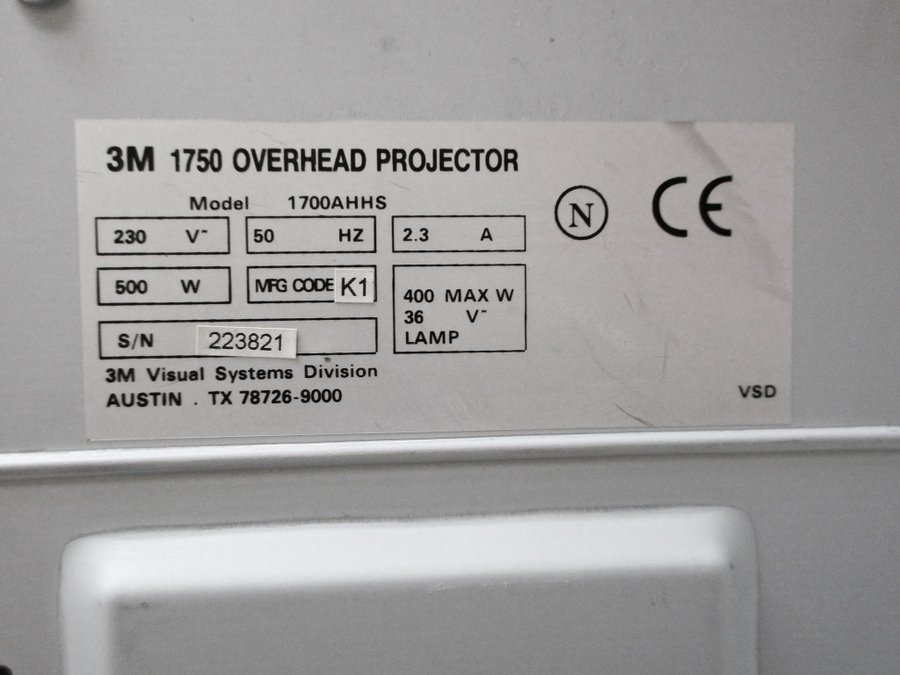 3M 1750 OVERHEAD PROJECTOR
Model 1700AHHS
230 V~ 50 HZ 2.3 A
N CE
500 W MFG CODE K1
400 MAX W
36 V~
LAMP
S/N 223821
3M Visual Systems Division
AUSTIN . TX 78726-9000
VSD